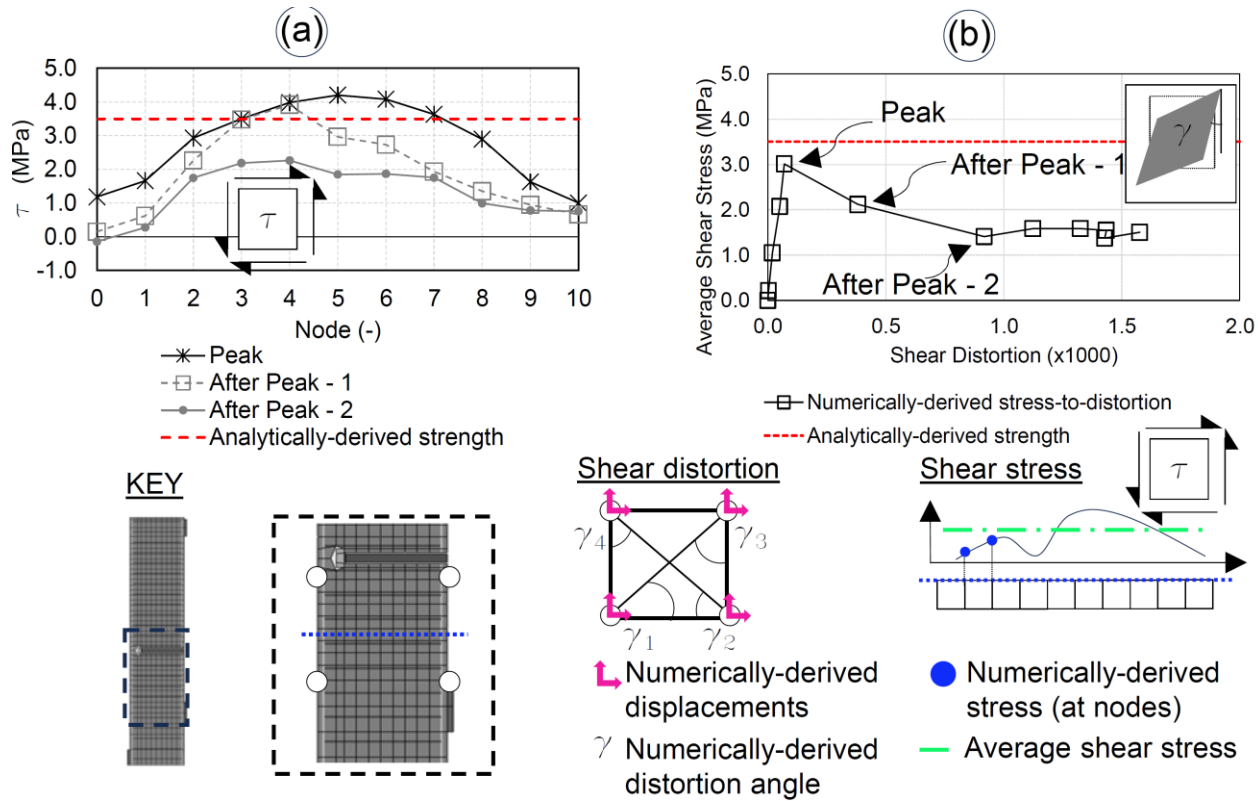 (a)
5.0
4.0
3.0
2.0
1.0
0.0
-1.0
τ (MPa)
τ
0 1 2 3 4 5 6 7 8 9 10
Node (-)
Peak
After Peak - 1
After Peak - 2
Analytically-derived strength
(b)
5.0
4.0
3.0
2.0
1.0
0.0
Average Shear Stress (MPa)
Peak
After Peak - 1
After Peak - 2
γ
0.0 0.5 1.0 1.5 2.0
Shear Distortion (x1000)
Numerically-derived stress-to-distortion
Analytically-derived strength
KEY
Shear distortion
γ4 γ3
γ1 γ2
Numerically-derived
displacements
γ Numerically-derived
distortion angle
Shear stress
τ
Numerically-derived
stress (at nodes)
Average shear stress